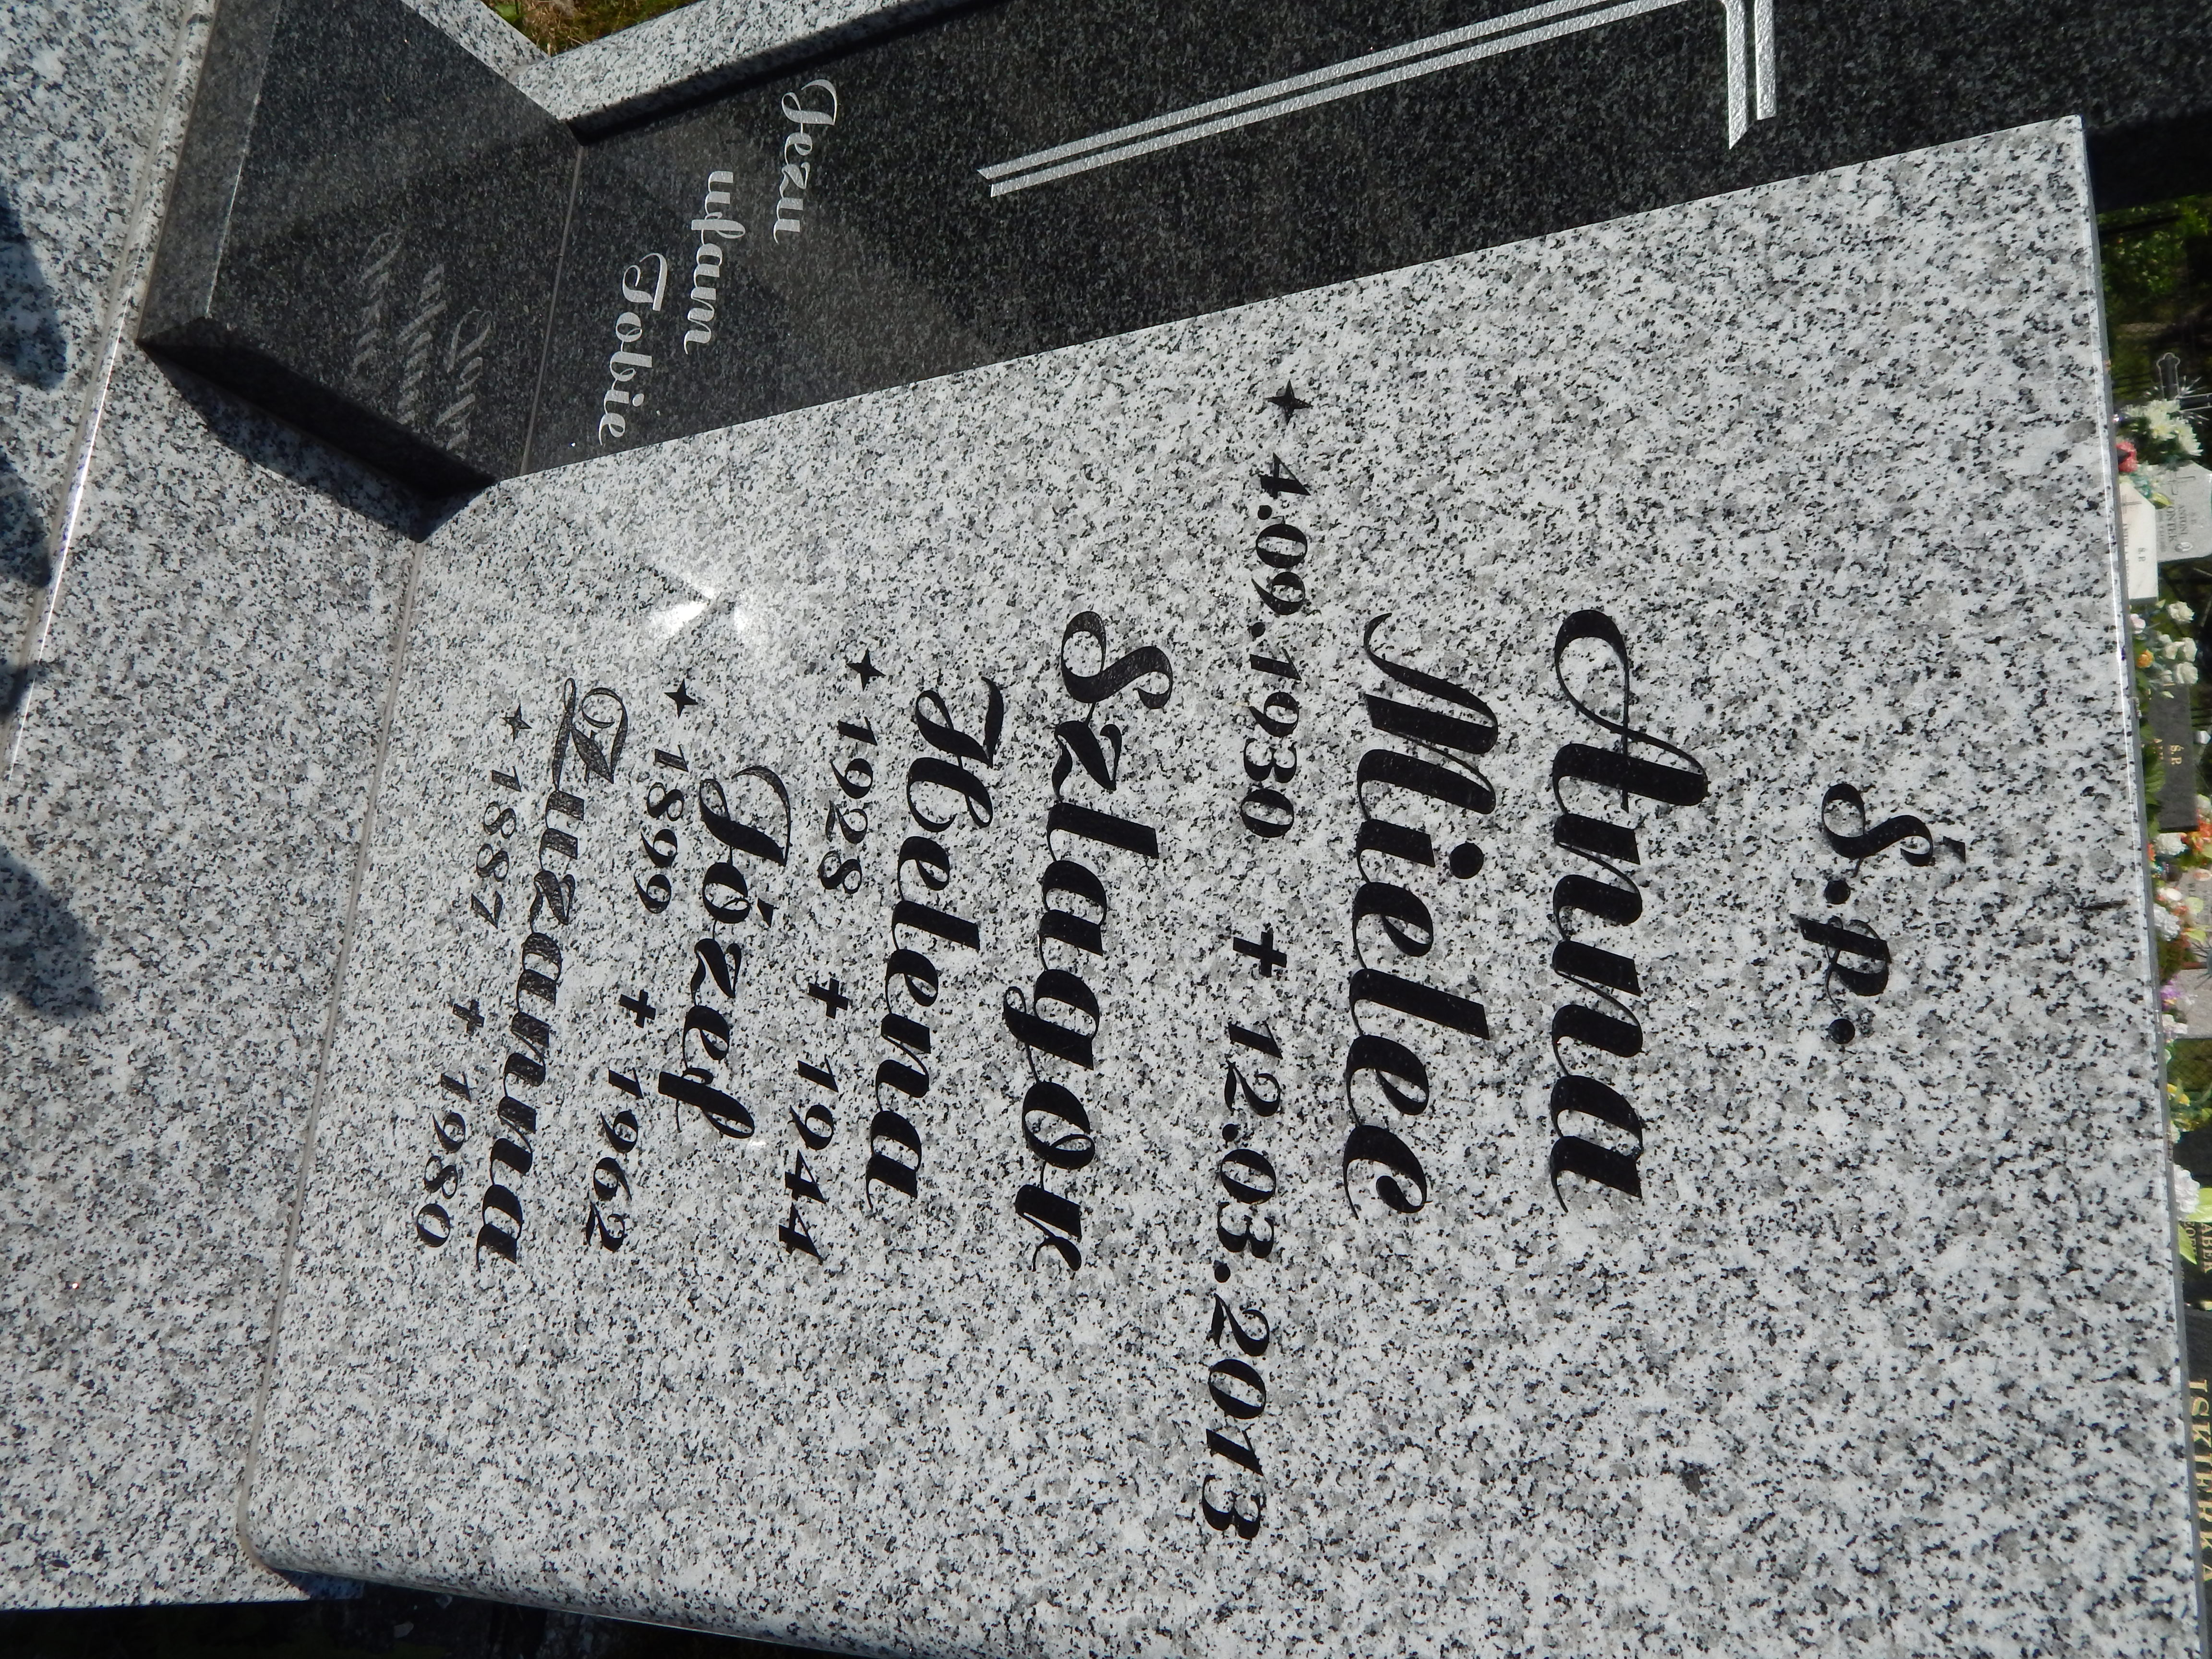 Ś.p.
Anna
Mielec
✦ 4.09.1930 ✝ 12.03.2013
Szlagor
Helena
✦ 1928 ✝ 1944
Józef
✦ 1899 ✝ 1962
Zuzanna
✦ 1887 ✝ 1980
Jezu
ufam
Tobie
Ś.P.